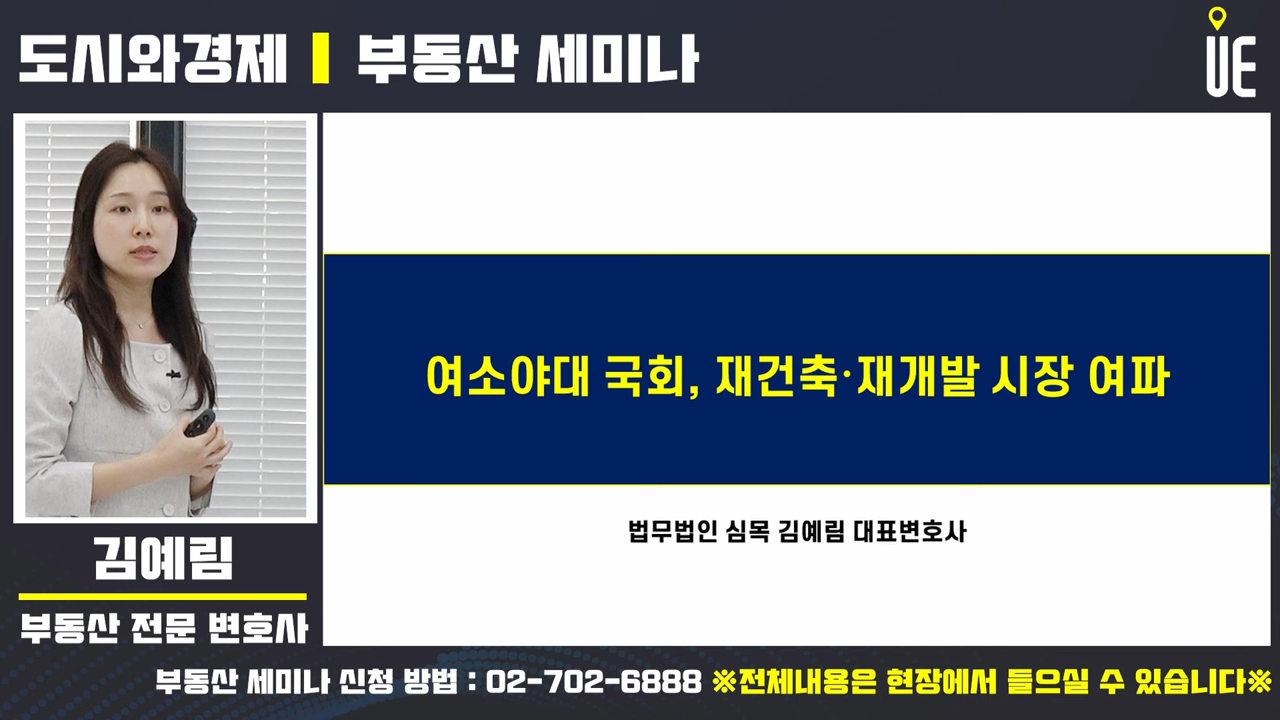 도시와경제 | 부동산 세미나
UE
여소야대 국회, 재건축·재개발 시장 여파
법무법인 심목 김예림 대표변호사
김예림
부동산 전문 변호사
부동산 세미나 신청 방법 : 02-702-6888 ※전체내용은 현장에서 들으실 수 있습니다※